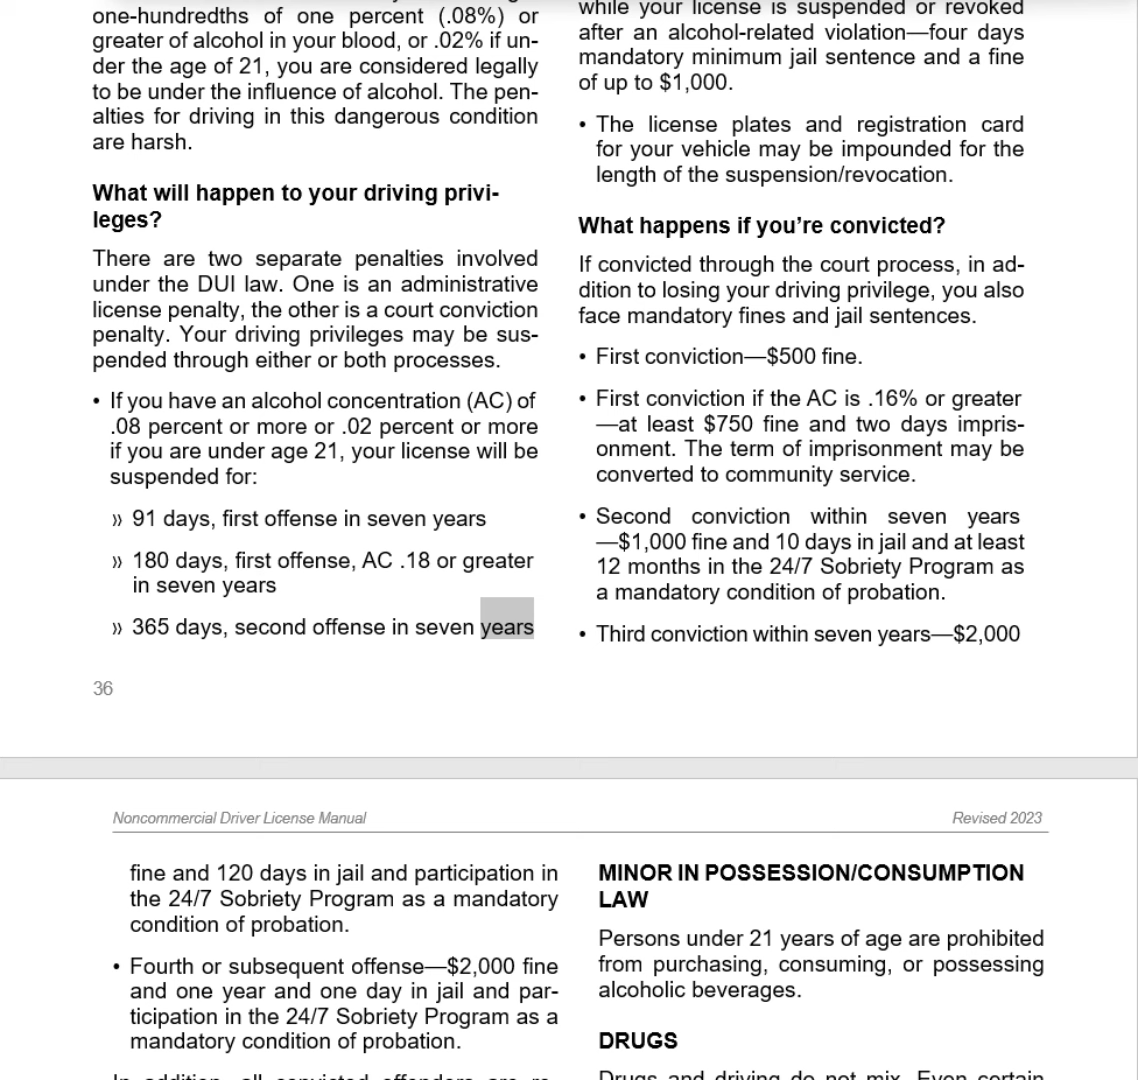 one-hundredths of one percent (.08%) or
greater of alcohol in your blood, or .02% if un-
der the age of 21, you are considered legally
to be under the influence of alcohol. The pen-
alties for driving in this dangerous condition
are harsh.
What will happen to your driving privi-
leges?
There are two separate penalties involved
under the DUI law. One is an administrative
license penalty, the other is a court conviction
penalty. Your driving privileges may be sus-
pended through either or both processes.
• If you have an alcohol concentration (AC) of
.08 percent or more or .02 percent or more
if you are under age 21, your license will be
suspended for:
» 91 days, first offense in seven years
» 180 days, first offense, AC .18 or greater
in seven years
» 365 days, second offense in seven years
while your license is suspended or revoked
after an alcohol-related violation—four days
mandatory minimum jail sentence and a fine
of up to $1,000.
• The license plates and registration card
for your vehicle may be impounded for the
length of the suspension/revocation.
What happens if you’re convicted?
If convicted through the court process, in ad-
dition to losing your driving privilege, you also
face mandatory fines and jail sentences.
• First conviction—$500 fine.
• First conviction if the AC is .16% or greater
—at least $750 fine and two days impris-
onment. The term of imprisonment may be
converted to community service.
• Second conviction within seven years
—$1,000 fine and 10 days in jail and at least
12 months in the 24/7 Sobriety Program as
a mandatory condition of probation.
• Third conviction within seven years—$2,000
36
Noncommercial Driver License Manual
Revised 2023
fine and 120 days in jail and participation in
the 24/7 Sobriety Program as a mandatory
condition of probation.
• Fourth or subsequent offense—$2,000 fine
and one year and one day in jail and par-
ticipation in the 24/7 Sobriety Program as a
mandatory condition of probation.
In addition, all convicted offenders are re-
MINOR IN POSSESSION/CONSUMPTION
LAW
Persons under 21 years of age are prohibited
from purchasing, consuming, or possessing
alcoholic beverages.
DRUGS
Drugs and driving do not mix. Even certain